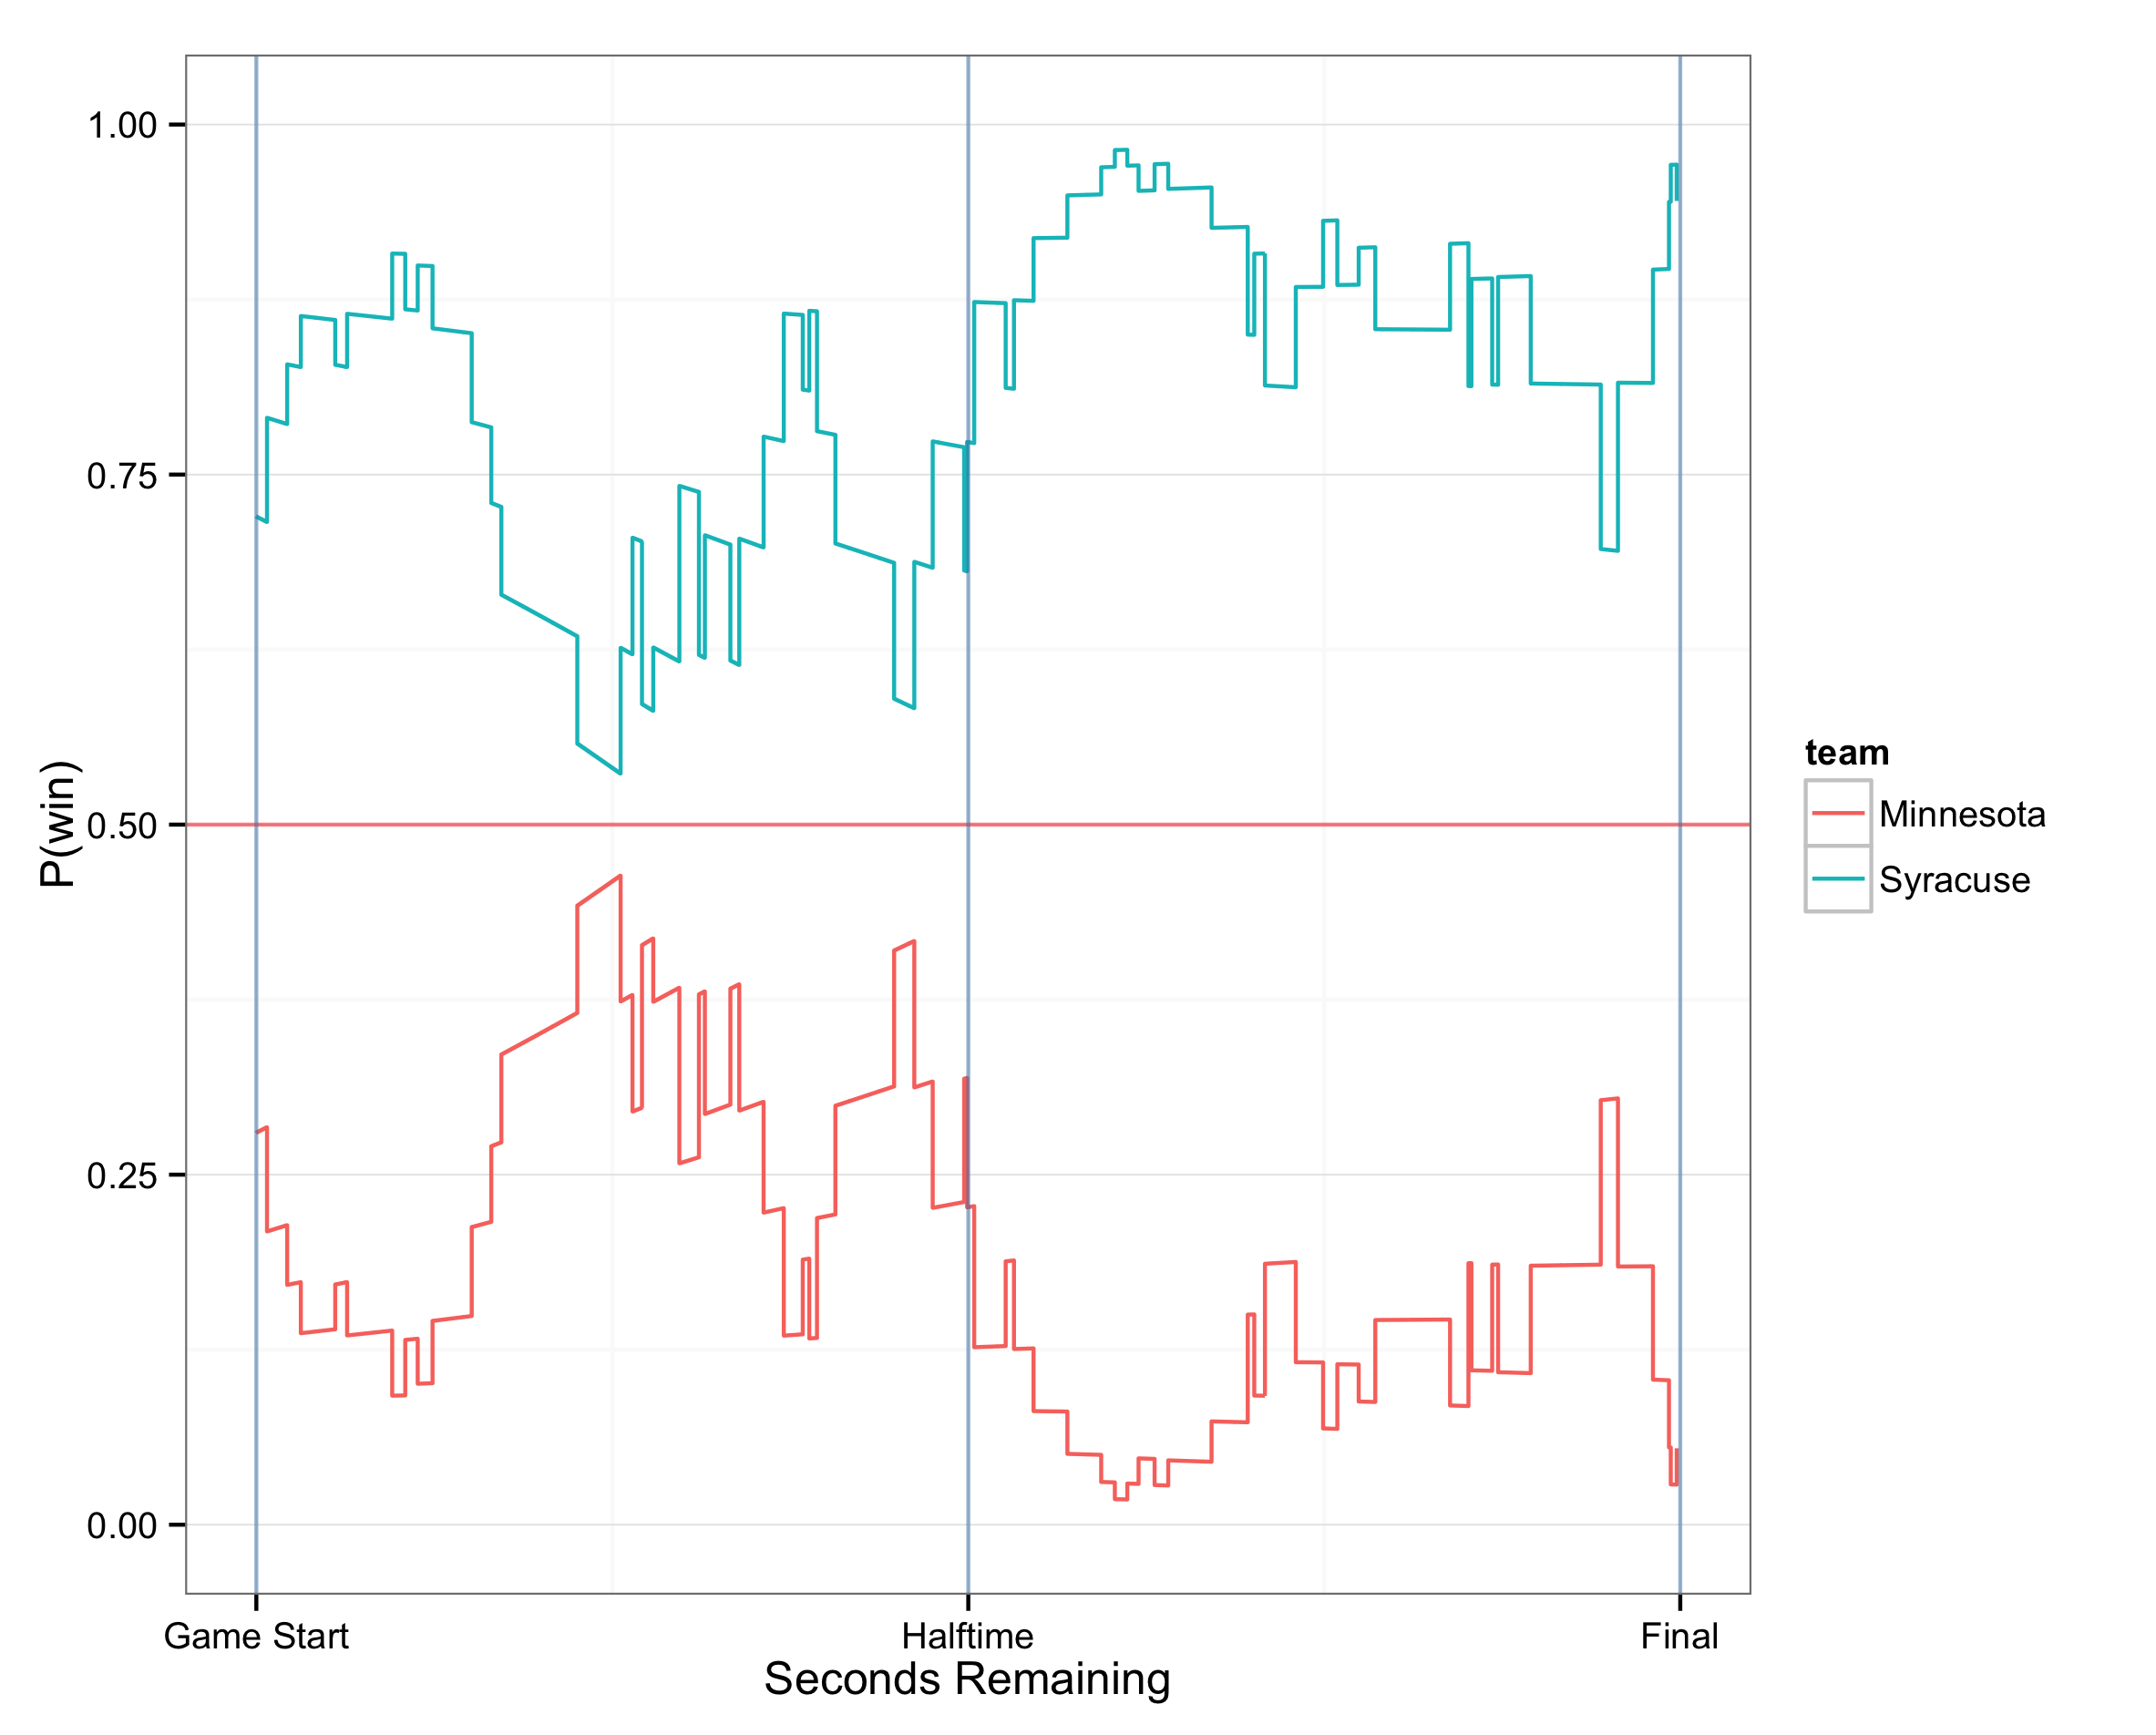 1.00
0.75
0.50
0.25
0.00
P(win)
Game Start
Halftime
Final
Seconds Remaining
team
Minnesota
Syracuse